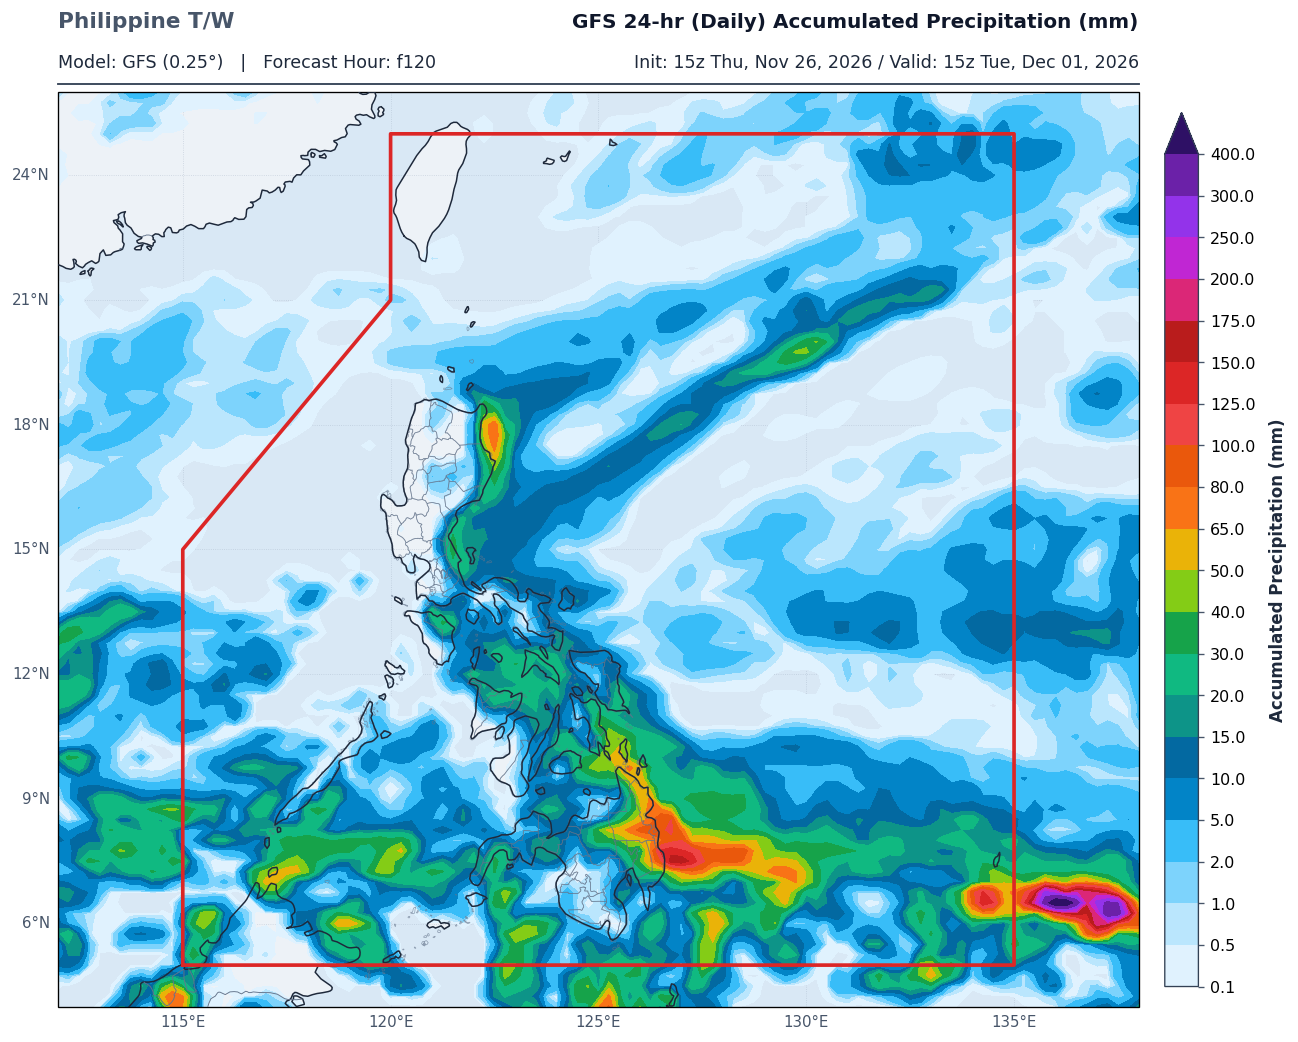 Philippine T/W
GFS 24-hr (Daily) Accumulated Precipitation (mm)
Model: GFS (0.25°)   |   Forecast Hour: f120
Init: 15z Thu, Nov 26, 2026 / Valid: 15z Tue, Dec 01, 2026
24°N
21°N
18°N
15°N
12°N
9°N
6°N
115°E
120°E
125°E
130°E
135°E
400.0
300.0
250.0
200.0
175.0
150.0
125.0
100.0
80.0
65.0
50.0
40.0
30.0
20.0
15.0
10.0
5.0
2.0
1.0
0.5
0.1
Accumulated Precipitation (mm)